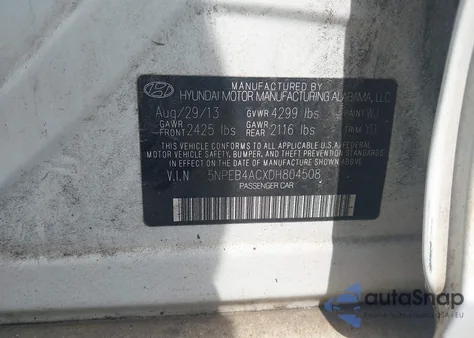 MANUFACTURED BY
HYUNDAI MOTOR MANUFACTURING ALABAMA, LLC
Aug/29/13 GVWR 4299 lbs PAINT
GAWR FRONT 2425 lbs GAWR REAR 2116 lbs TRIM
THIS VEHICLE CONFORMS TO ALL APPLICABLE U.S.A. FEDERAL
MOTOR VEHICLE SAFETY, BUMPER, AND THEFT PREVENTION
STANDARDS IN EFFECT ON THE DATE OF MANUFACTURE SHOWN ABOVE.
V.I.N 5NPEB4ACXDH804508
PASSENGER CAR
autoSnap